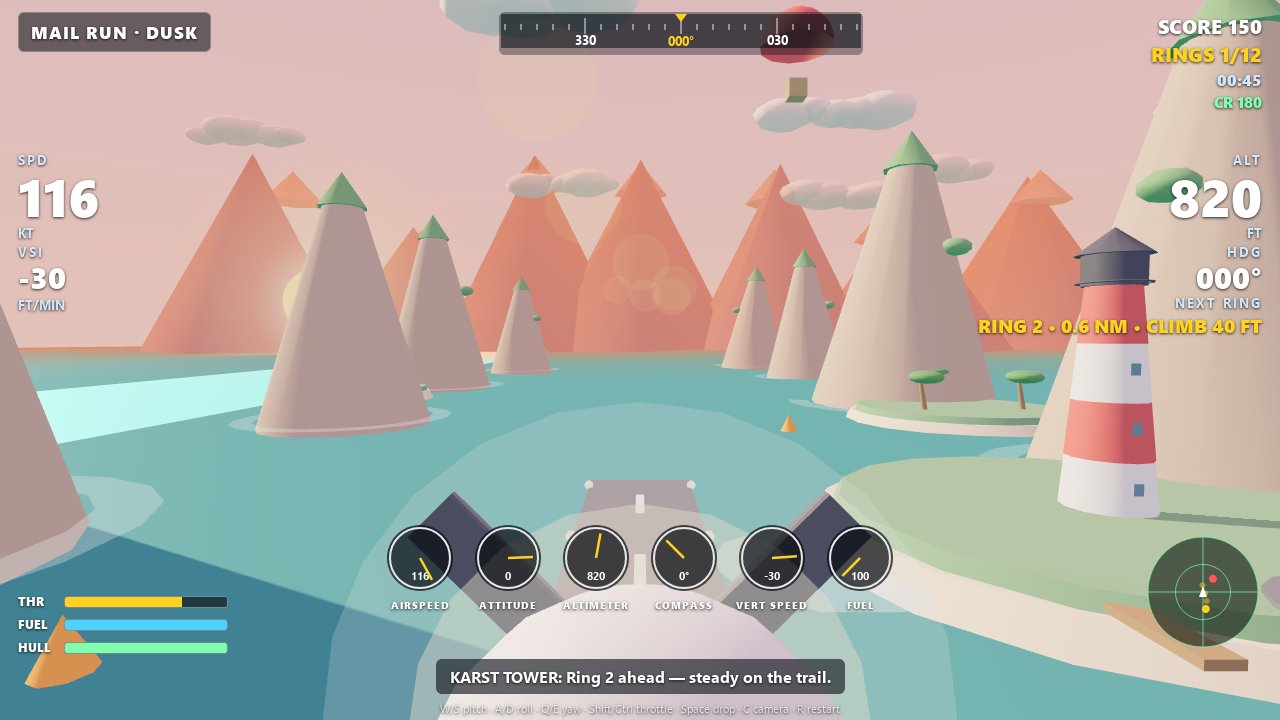 MAIL RUN · DUSK
330 000° 030
SCORE 150
RINGS 1/12
00:45
CR 180
SPD
116
KT
VSI
-30
FT/MIN
ALT
820
FT
HDG
000°
NEXT RING
RING 2 • 0.6 NM • CLIMB 40 FT
116 0 820 0° -30 100
AIRSPEED ATTITUDE ALTIMETER COMPASS VERT SPEED FUEL
THR
FUEL
HULL
KARST TOWER: Ring 2 ahead — steady on the trail.
W/S pitch · A/D roll · Q/E yaw · Shift/Ctrl throttle · Space drop · C camera · R restart